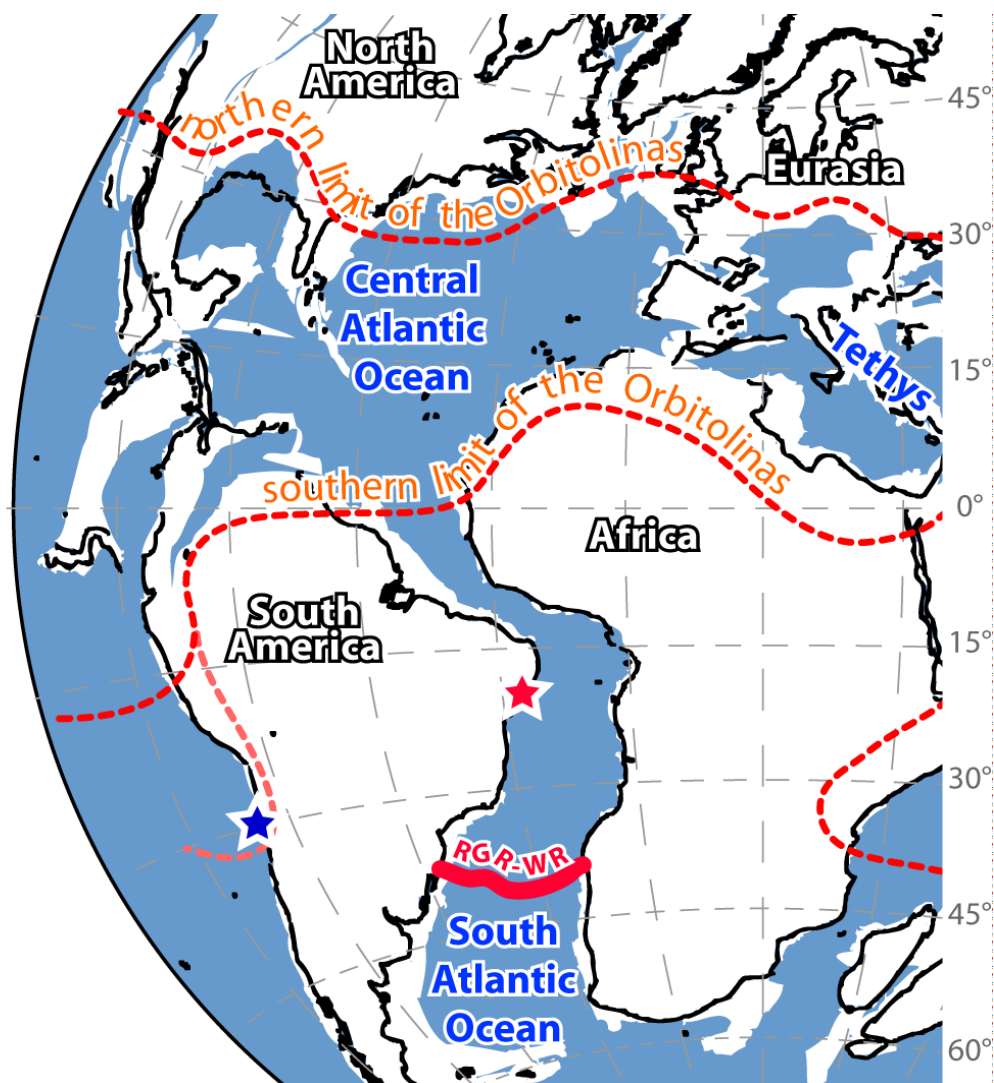 North
America
45°
northern limit of the Orbitolinas
Eurasia
30°
Central
Atlantic
Ocean
Tethys
15°
southern limit of the Orbitolinas
0°
Africa
South
America
15°
30°
RGR-WR
45°
South
Atlantic
Ocean
60°